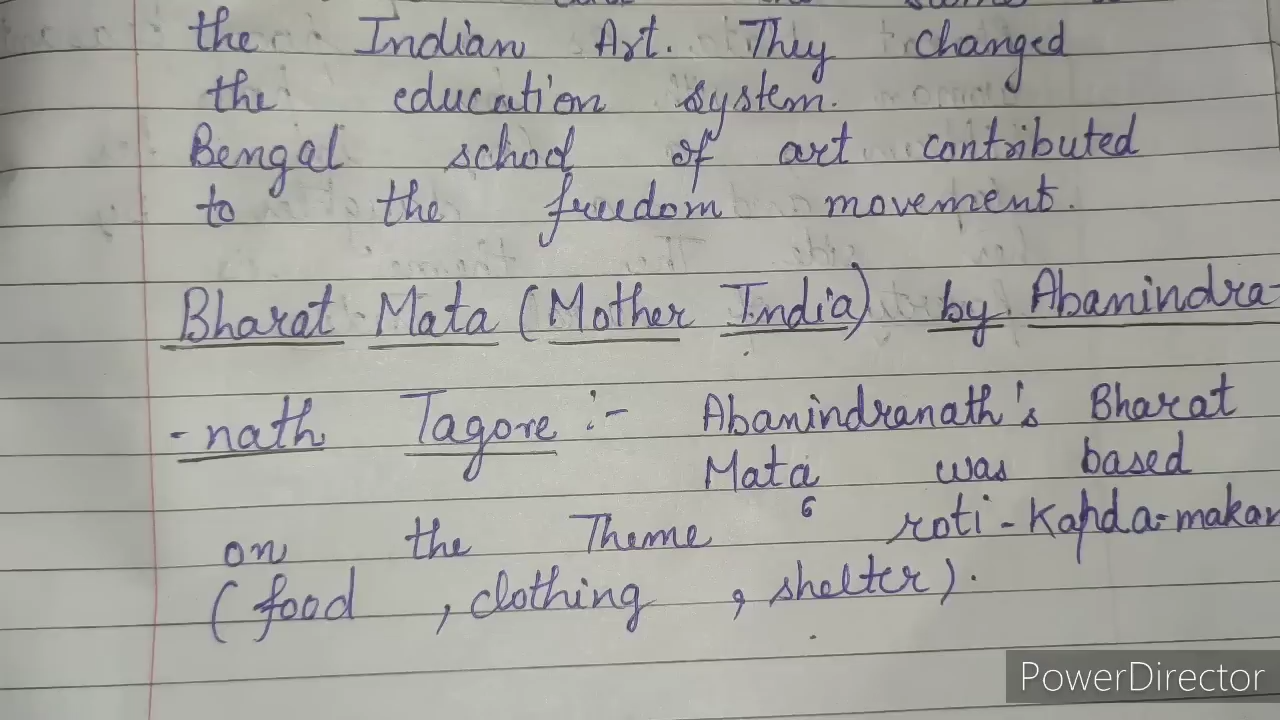 the Indian Art. They changed
the education system.
Bengal school of art contributed
to the freedom movement.
Bharat Mata (Mother India) by Abanindra-
-nath Tagore :- Abanindranath's Bharat
Mata was based
on the Theme 6 roti-Kapda-makan
(food , clothing , shelter).
PowerDirector